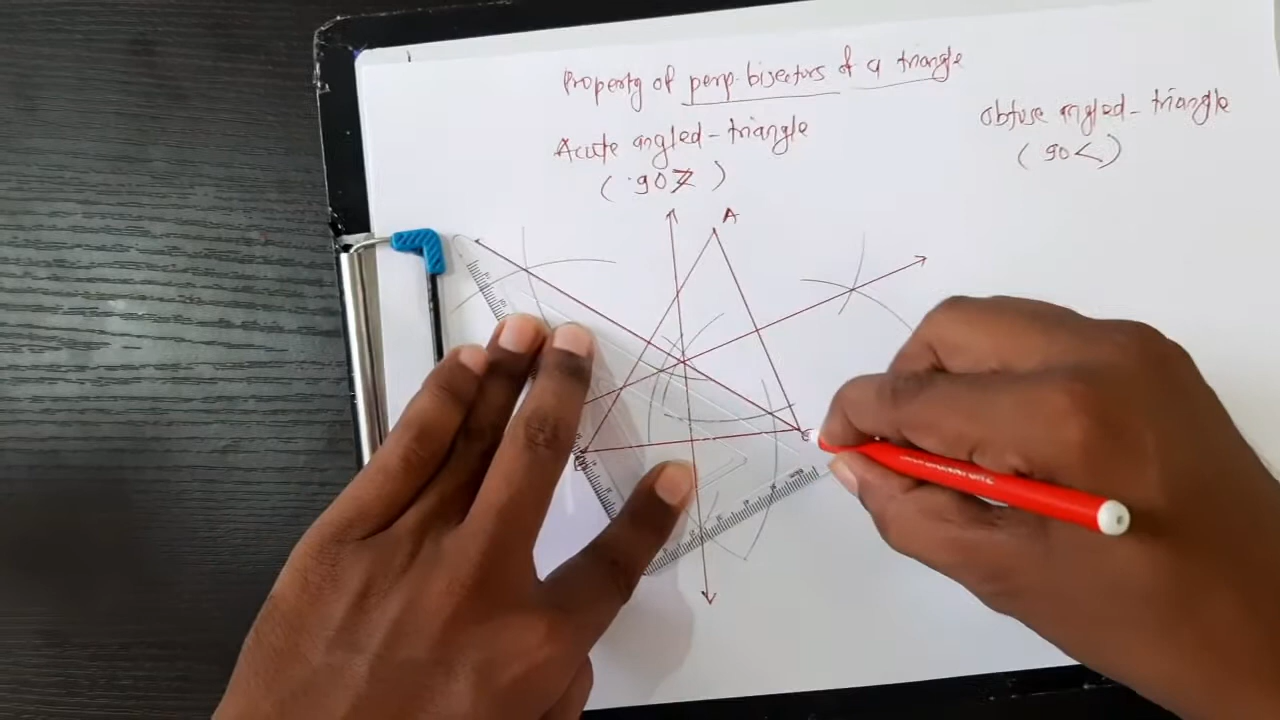 Property of perp. bisectors of a triangle
Acute angled-triangle
(90>)
Obtuse angled-triangle
(90<)
A
B
C